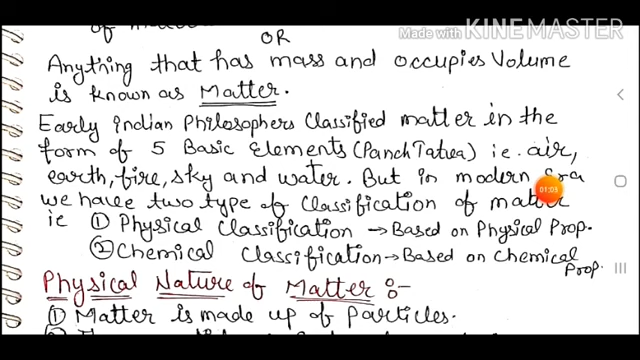 Made with KINEMASTER
OR
Anything that has mass and occupies Volume
is known as Matter.
Early Indian Philosophers Classified matter in the
form of 5 Basic Elements (Panch Tatva) i.e. air,
earth, fire, sky and water. But in modern Era
01:03
we have two type of Classification of matter
ie ① Physical Classification → Based on Physical Prop.
② Chemical Classification → Based on Chemical
Prop.
Physical Nature of Matter :-
① Matter is made up of Particles.